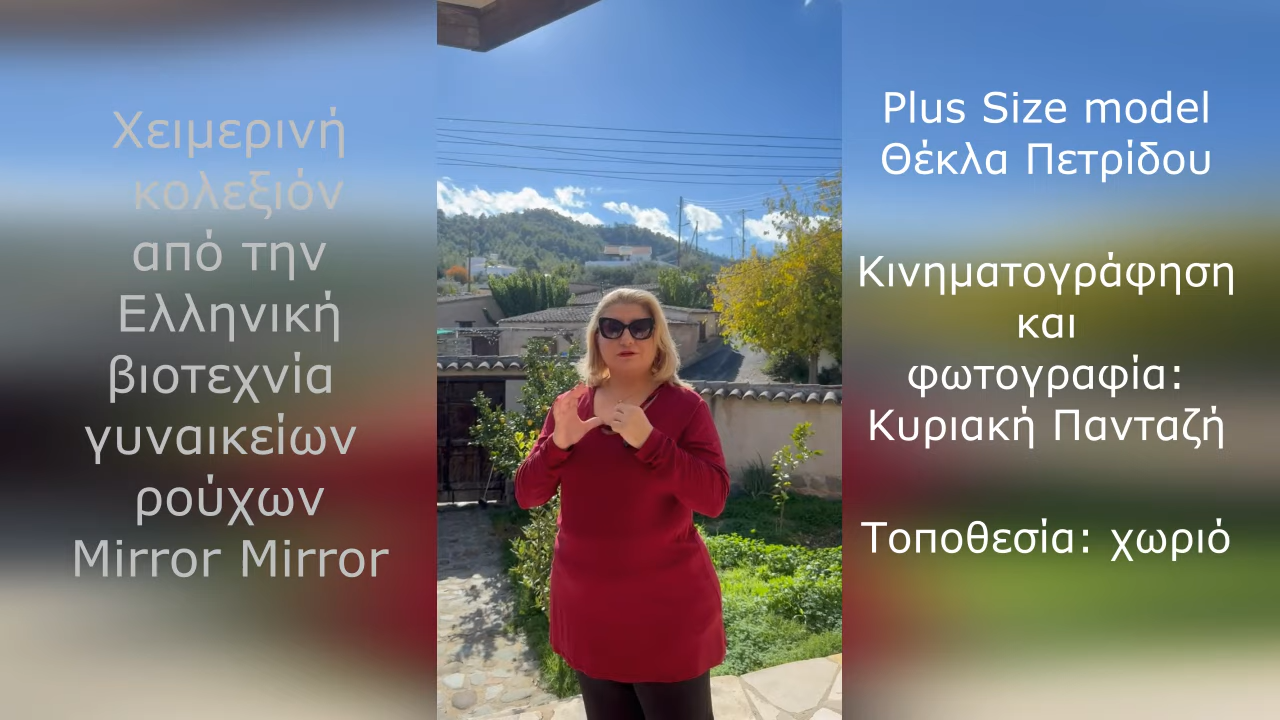 Χειμερινή
κολεξιόν
από την
Ελληνική
βιοτεχνία
γυναικείων
ρούχων
Mirror Mirror
Plus Size model
Θέκλα Πετρίδου
Κινηματογράφηση
και
φωτογραφία:
Κυριακή Πανταζή
Τοποθεσία: χωριό